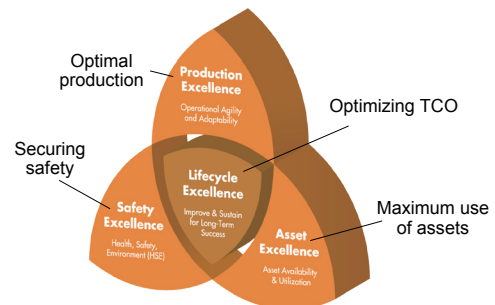 Optimal
production
Production
Excellence
Operational Agility
and Adaptability
Optimizing TCO
Securing
safety
Lifecycle
Excellence
Improve & Sustain
for Long-Term
Success
Safety
Excellence
Health, Safety,
Environment (HSE)
Maximum use
of assets
Asset
Excellence
Asset Availability
& Utilization